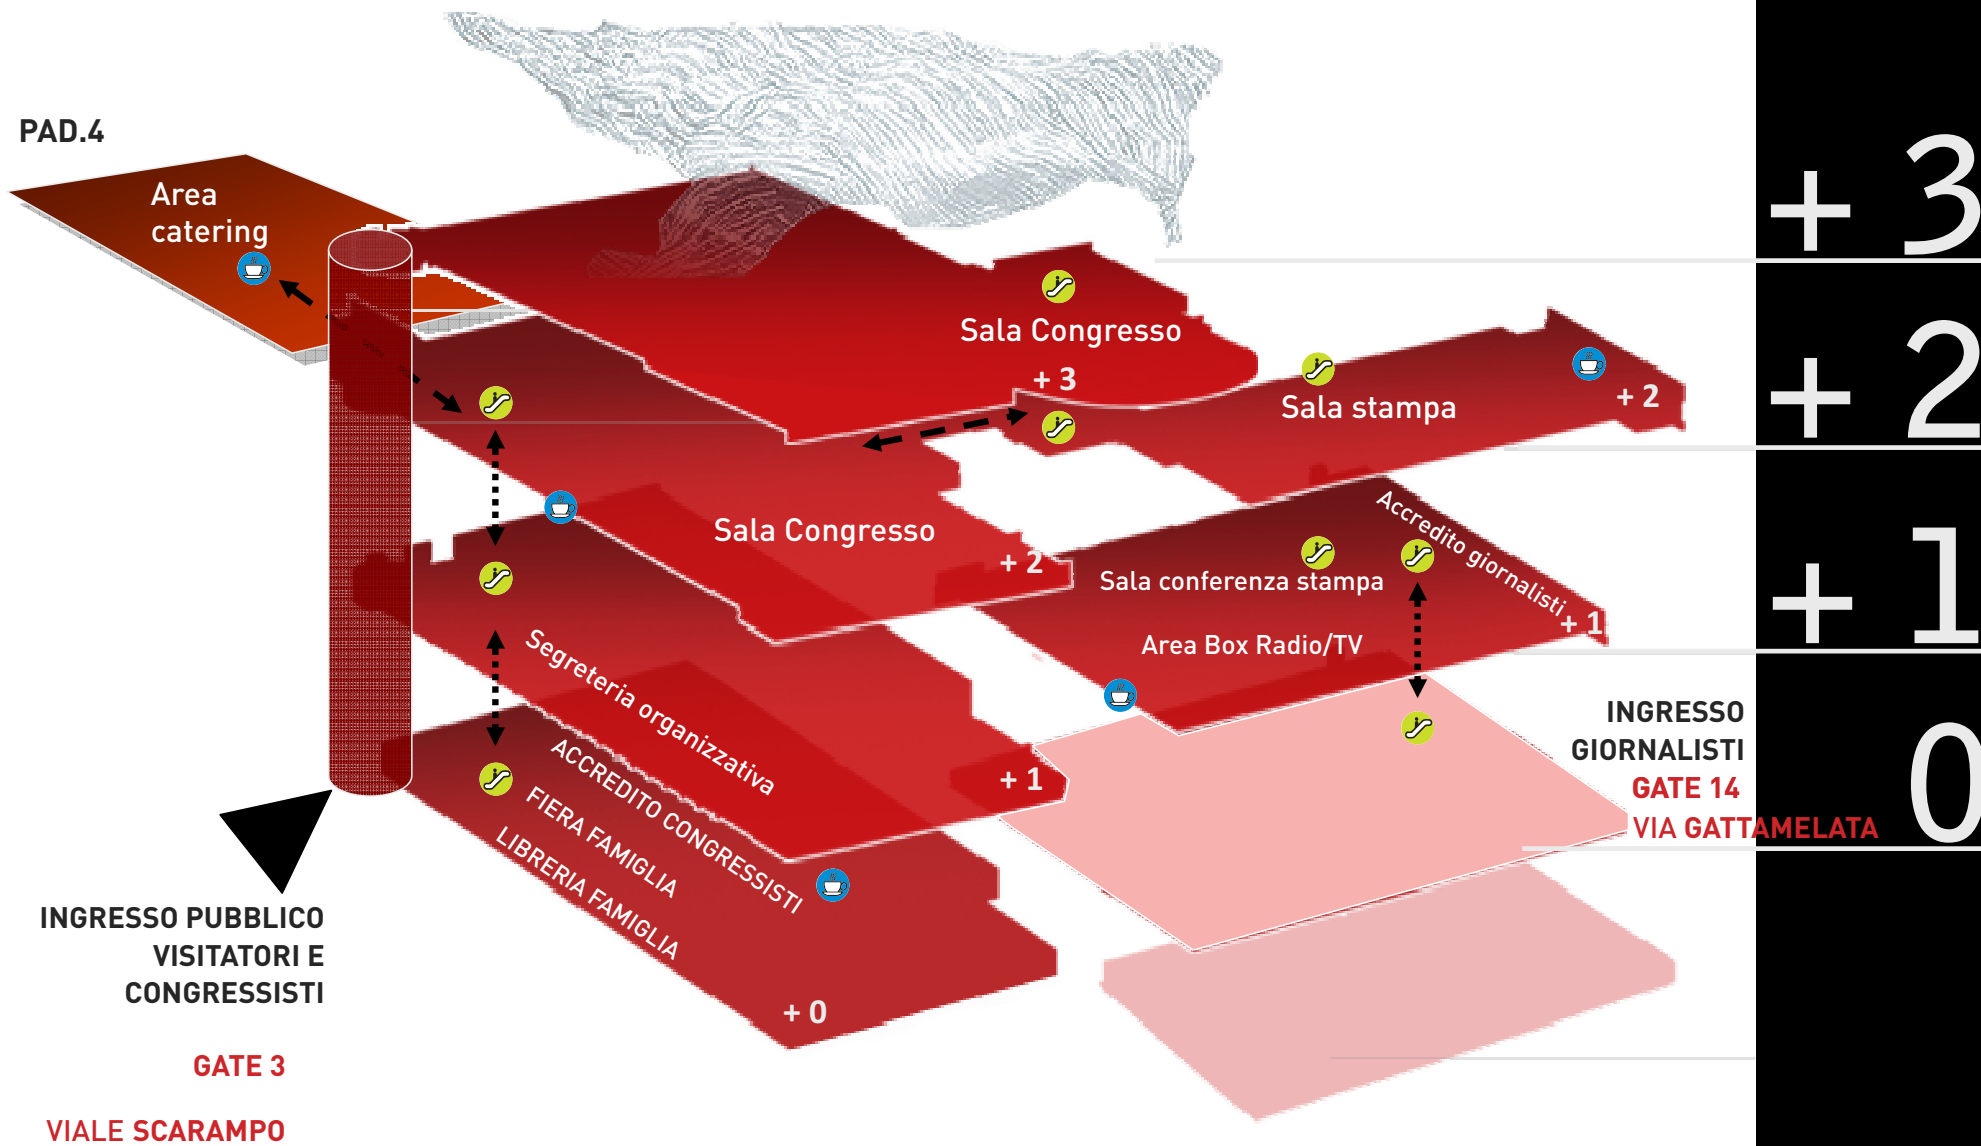 PAD.4
Area
catering
Sala Congresso
+ 3
Sala stampa
+ 2
Sala Congresso
+ 2
Accredito giornalisti
Sala conferenza stampa
Area Box Radio/TV
+ 1
Segreteria organizzativa
+ 1
ACCREDITO CONGRESSISTI
FIERA FAMIGLIA
LIBRERIA FAMIGLIA
+ 0
INGRESSO PUBBLICO
VISITATORI E
CONGRESSISTI
GATE 3
VIALE SCARAMPO
INGRESSO
GIORNALISTI
GATE 14
VIA GATTAMELATA
+ 3
+ 2
+ 1
0